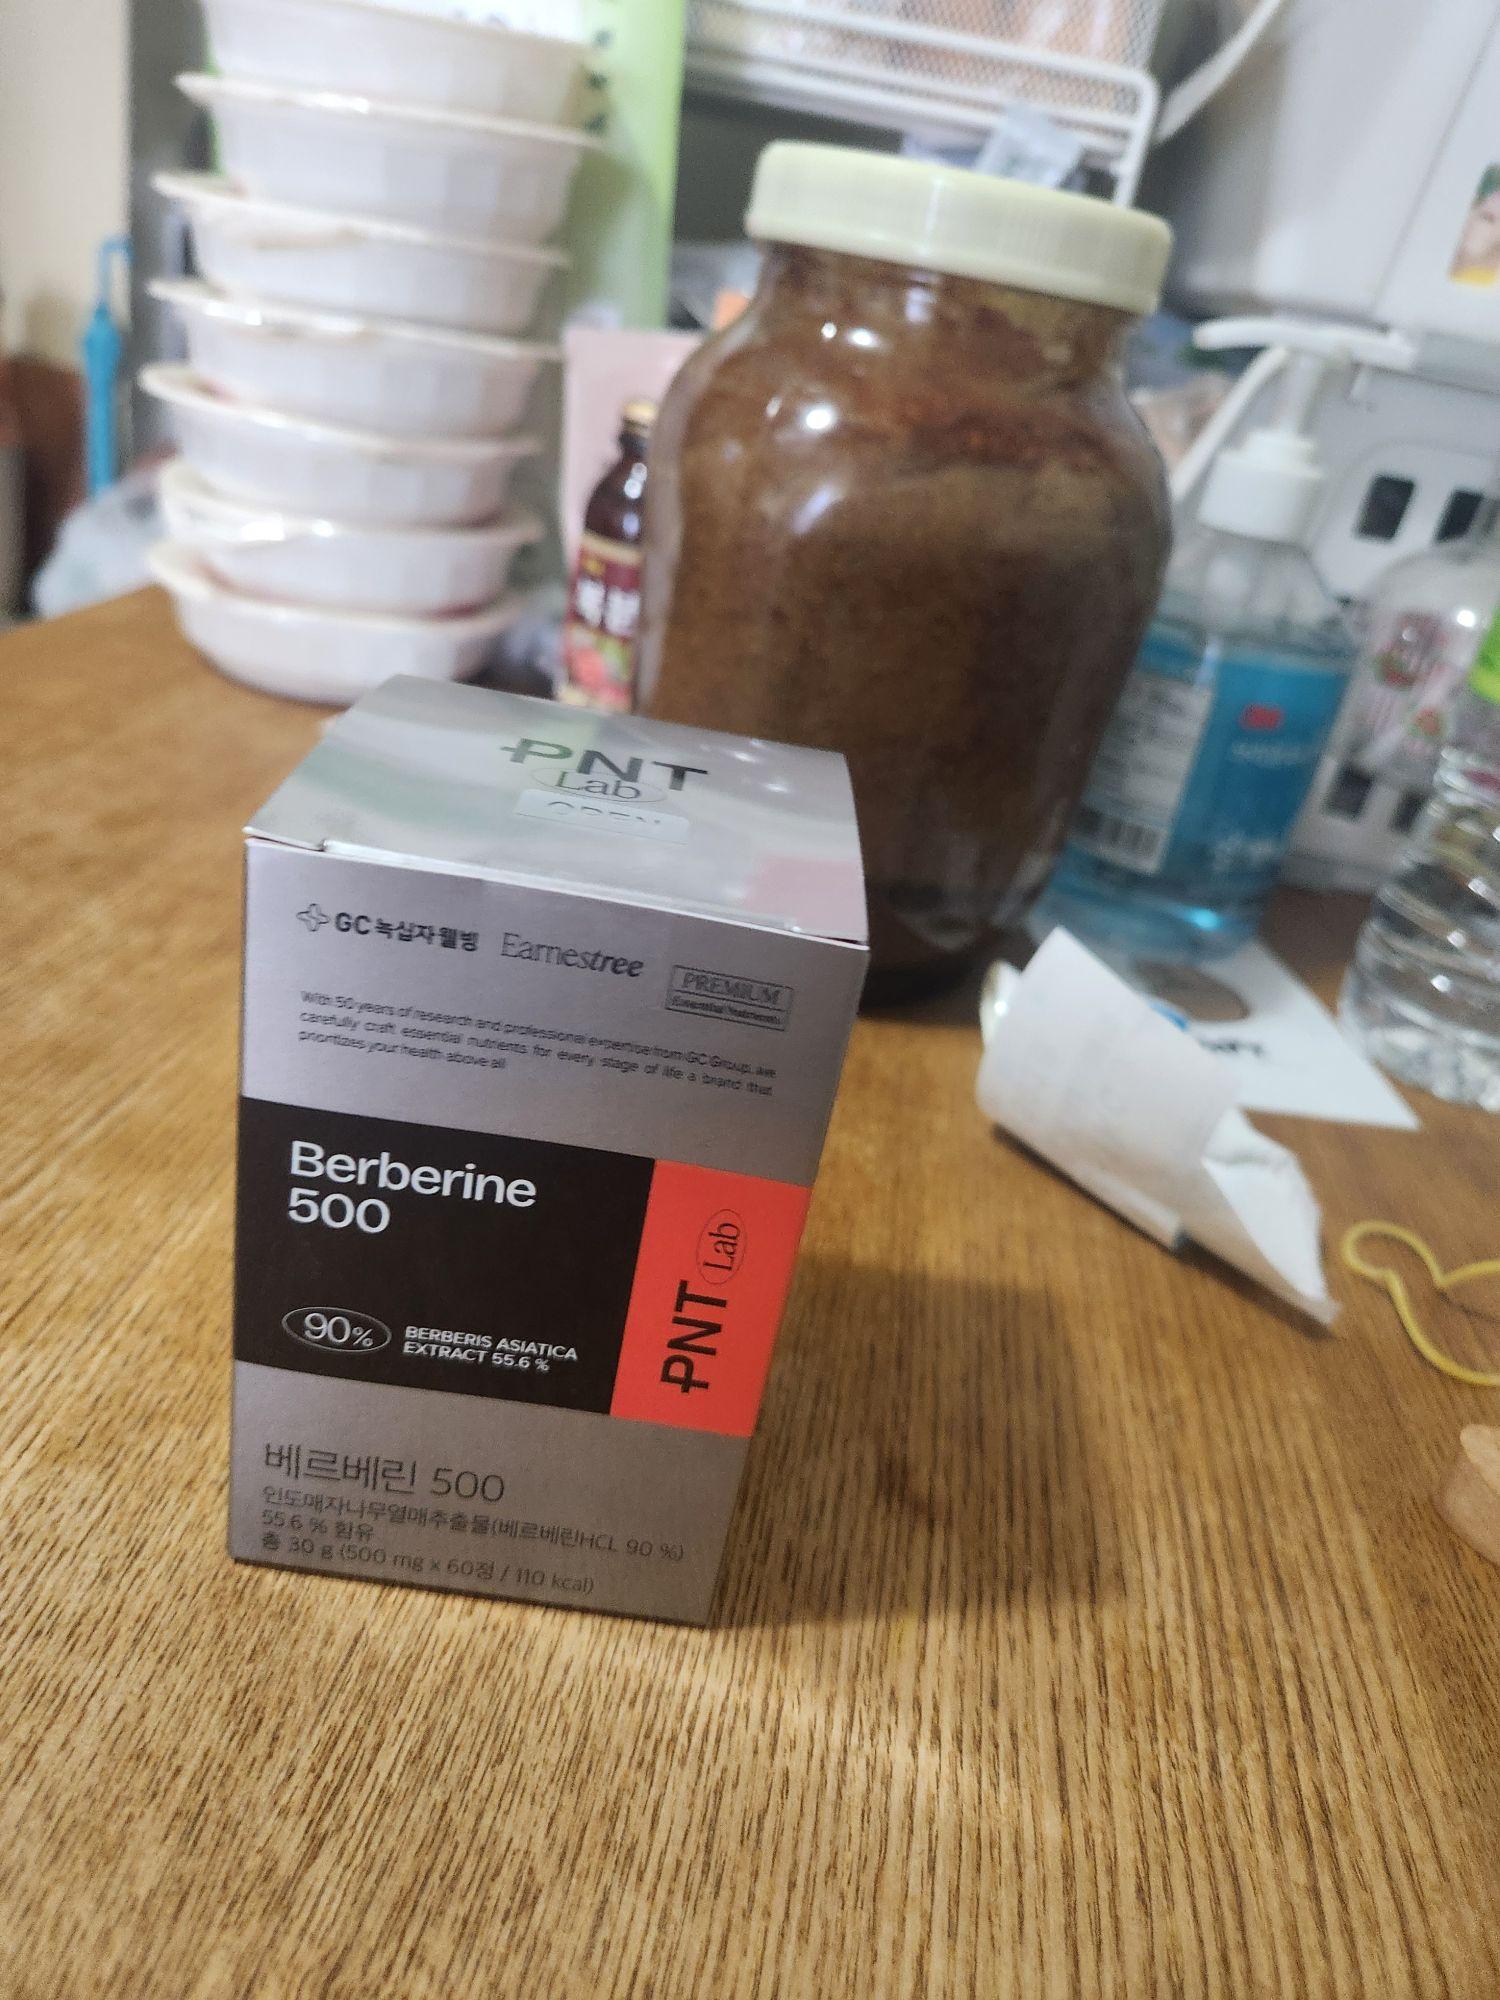 PNT
Lab
OPEN
GC녹십자웰빙 Earnestree
PREMIUM
Essential Nutrients
With 50 years of research and professional expertise from GC Group, we
carefully craft essential nutrients for every stage of life a brand that
prioritizes your health above all
Berberine
500
90%
BERBERIS ASIATICA
EXTRACT 55.6 %
PNT Lab
베르베린 500
인도매자나무열매추출물(베르베린HCL 90 %)
55.6 % 함유
총 30 g (500 mg x 60정 / 110 kcal)
3M